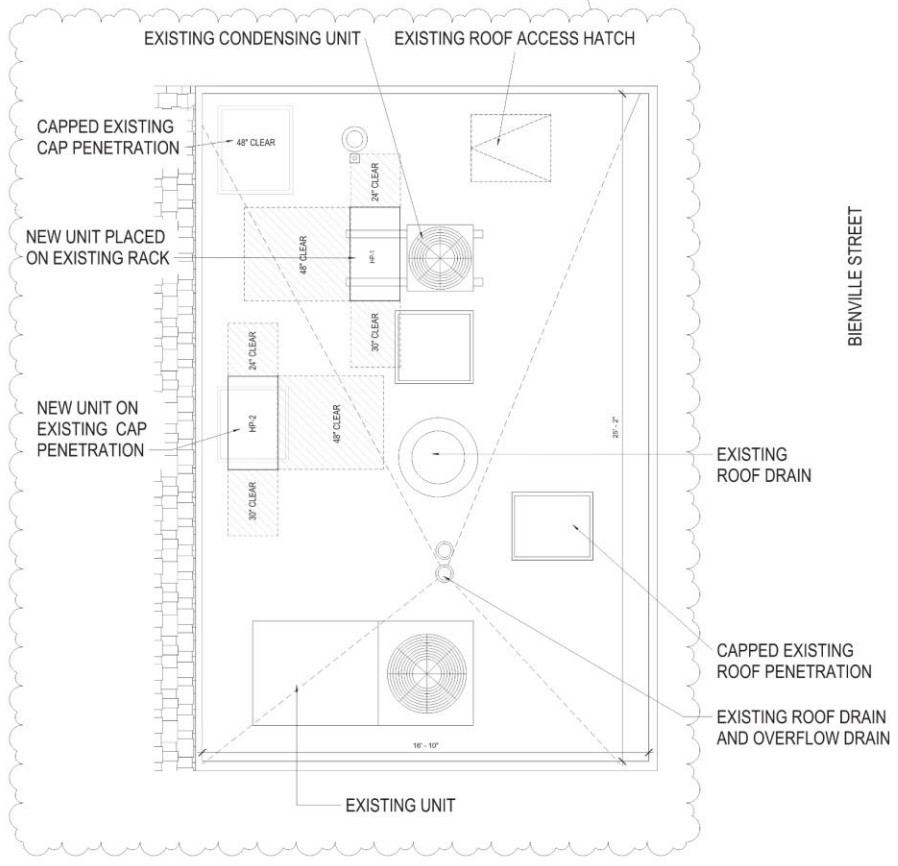 EXISTING CONDENSING UNIT
EXISTING ROOF ACCESS HATCH
CAPPED EXISTING
CAP PENETRATION
48" CLEAR
24" CLEAR
NEW UNIT PLACED
ON EXISTING RACK
48" CLEAR
HP-1
BIENVILLE STREET
30" CLEAR
24" CLEAR
NEW UNIT ON
EXISTING CAP
PENETRATION
HP-2
48" CLEAR
25' - 2"
EXISTING
ROOF DRAIN
30" CLEAR
CAPPED EXISTING
ROOF PENETRATION
EXISTING ROOF DRAIN
AND OVERFLOW DRAIN
16' - 10"
EXISTING UNIT